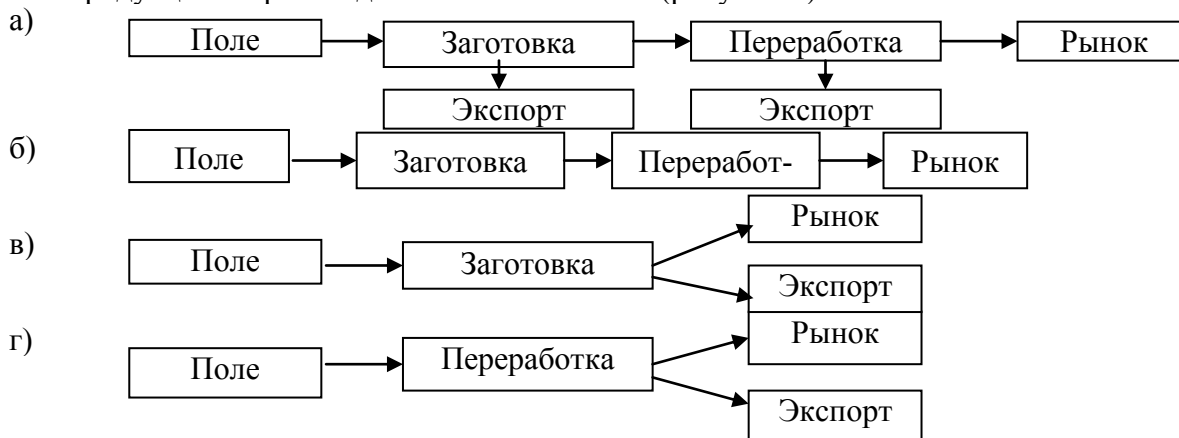 а)
Поле Заготовка Переработка Рынок
Экспорт Экспорт
б)
Поле Заготовка Переработ- Рынок
Рынок
в)
Поле Заготовка
Экспорт
г)
Рынок
Поле Переработка
Экспорт